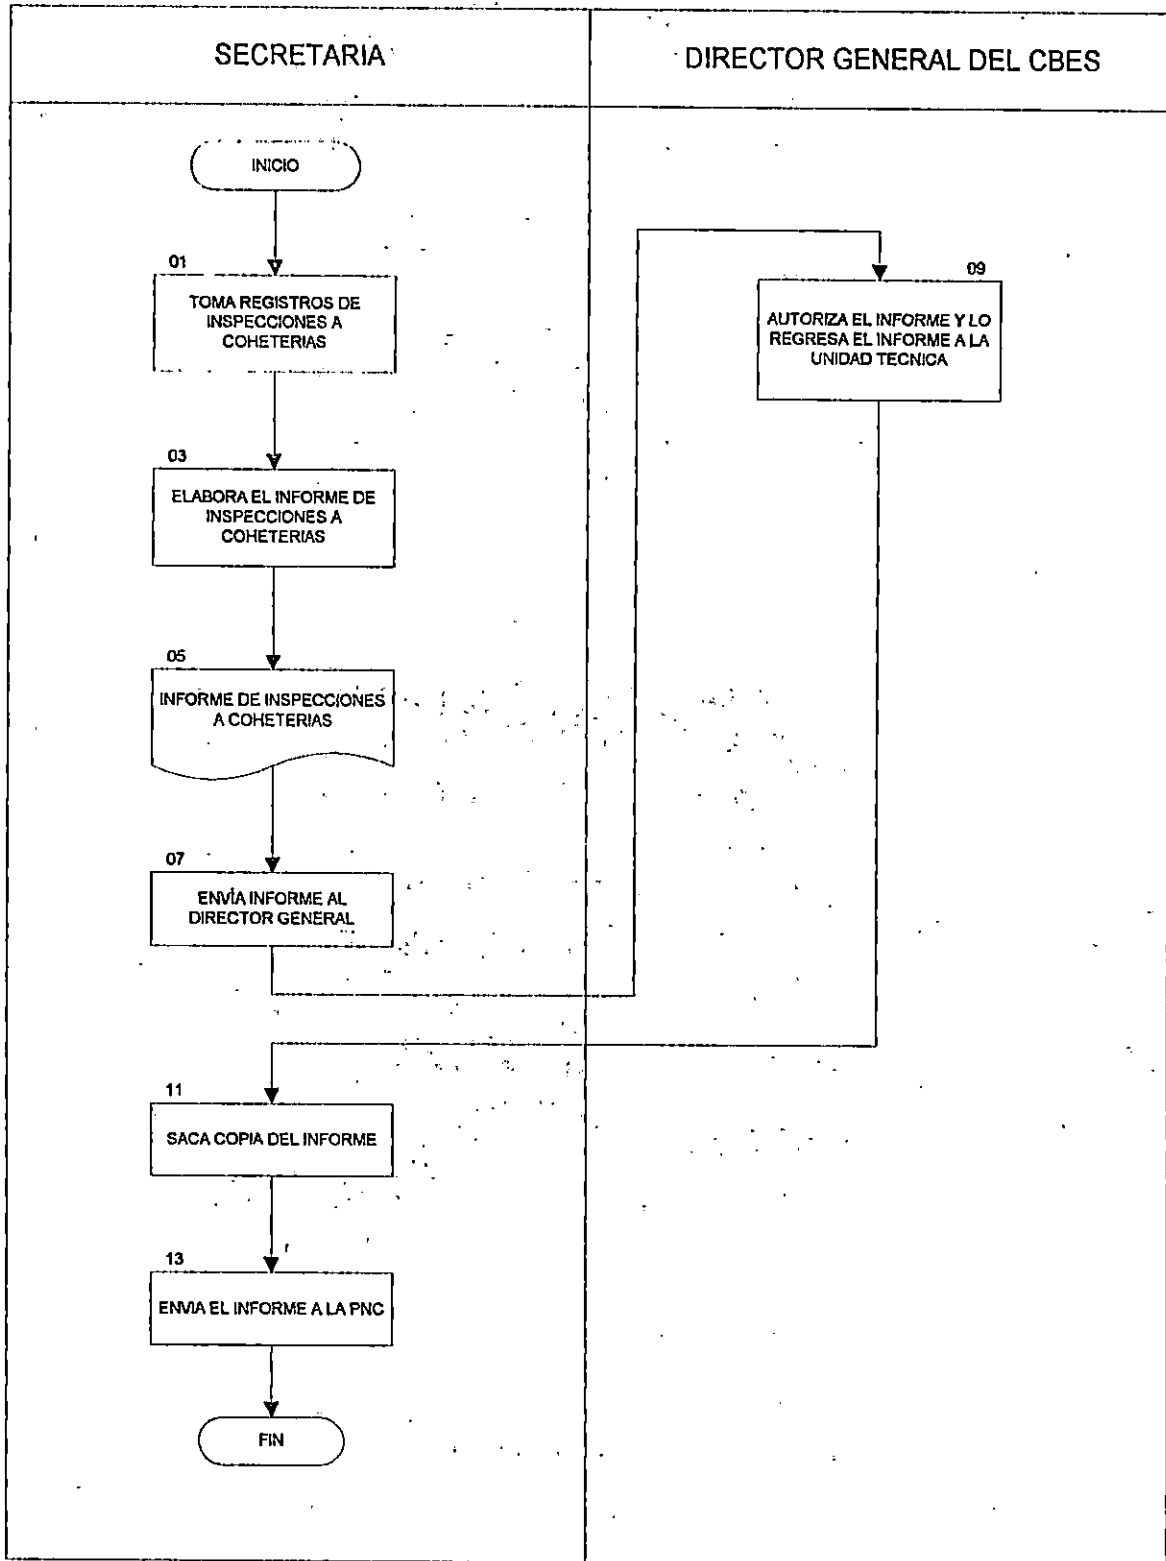 SECRETARIA
DIRECTOR GENERAL DEL CBES
INICIO
01
TOMA REGISTROS DE
INSPECCIONES A
COHETERIAS
03
ELABORA EL INFORME DE
INSPECCIONES A
COHETERIAS
05
INFORME DE INSPECCIONES
A COHETERIAS
07
ENVÍA INFORME AL
DIRECTOR GENERAL
09
AUTORIZA EL INFORME Y LO
REGRESA EL INFORME A LA
UNIDAD TECNICA
11
SACA COPIA DEL INFORME
13
ENVIA EL INFORME A LA PNC
FIN